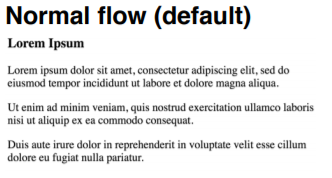 Normal flow (default)
Lorem Ipsum
Lorem ipsum dolor sit amet, consectetur adipiscing elit, sed do
eiusmod tempor incididunt ut labore et dolore magna aliqua.
Ut enim ad minim veniam, quis nostrud exercitation ullamco laboris
nisi ut aliquip ex ea commodo consequat.
Duis aute irure dolor in reprehenderit in voluptate velit esse cillum
dolore eu fugiat nulla pariatur.